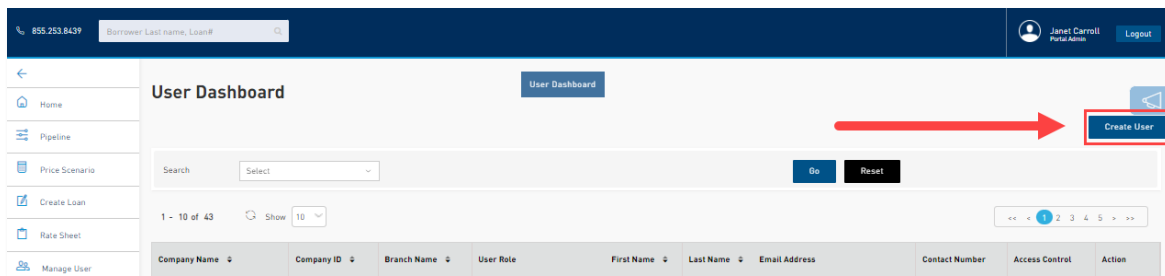 855.253.8439
Borrower Last name, Loan#
Janet Carroll
Portal Admin
Logout
Home
Pipeline
Price Scenario
Create Loan
Rate Sheet
Manage User
User Dashboard
User Dashboard
Create User
Search
Select
Go
Reset
1 - 10 of 43
Show 10
<< < 1 2 3 4 5 > >>
Company Name Company ID Branch Name User Role First Name Last Name Email Address Contact Number Access Control Action